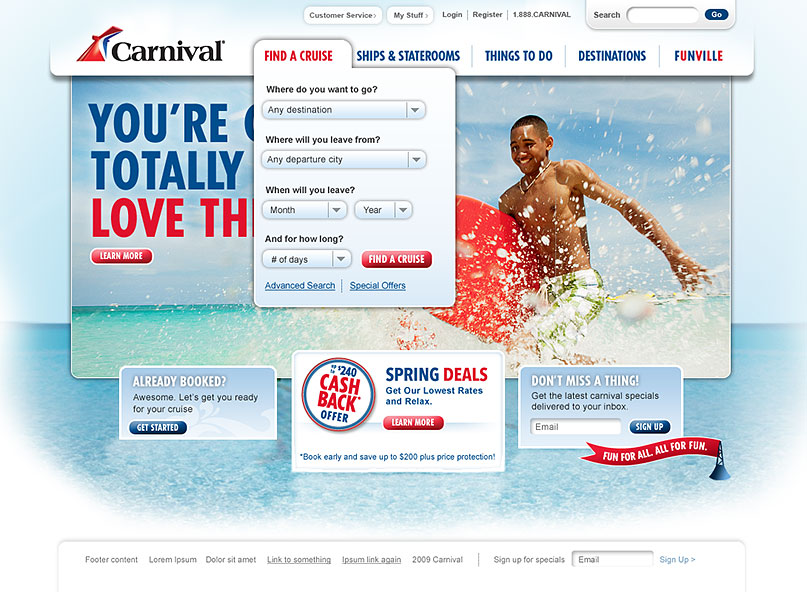 Customer Service›
My Stuff ›
Login | Register | 1.888.CARNIVAL
Search
Go
Carnival
FIND A CRUISE
SHIPS & STATEROOMS
THINGS TO DO
DESTINATIONS
FUNVILLE
YOU'RE
TOTALLY
LOVE TH
LEARN MORE
Where do you want to go?
Any destination
Where will you leave from?
Any departure city
When will you leave?
Month
Year
And for how long?
# of days
FIND A CRUISE
Advanced Search | Special Offers
ALREADY BOOKED?
Awesome. Let's get you ready
for your cruise
GET STARTED
UP TO $240
CASH
BACK*
OFFER
SPRING DEALS
Get Our Lowest Rates
and Relax.
LEARN MORE
*Book early and save up to $200 plus price protection!
DON'T MISS A THING!
Get the latest carnival specials
delivered to your inbox.
Email
SIGN UP
FUN FOR ALL. ALL FOR FUN.
Footer content Lorem Ipsum Dolor sit amet Link to something Ipsum link again 2009 Carnival | Sign up for specials Email Sign Up >